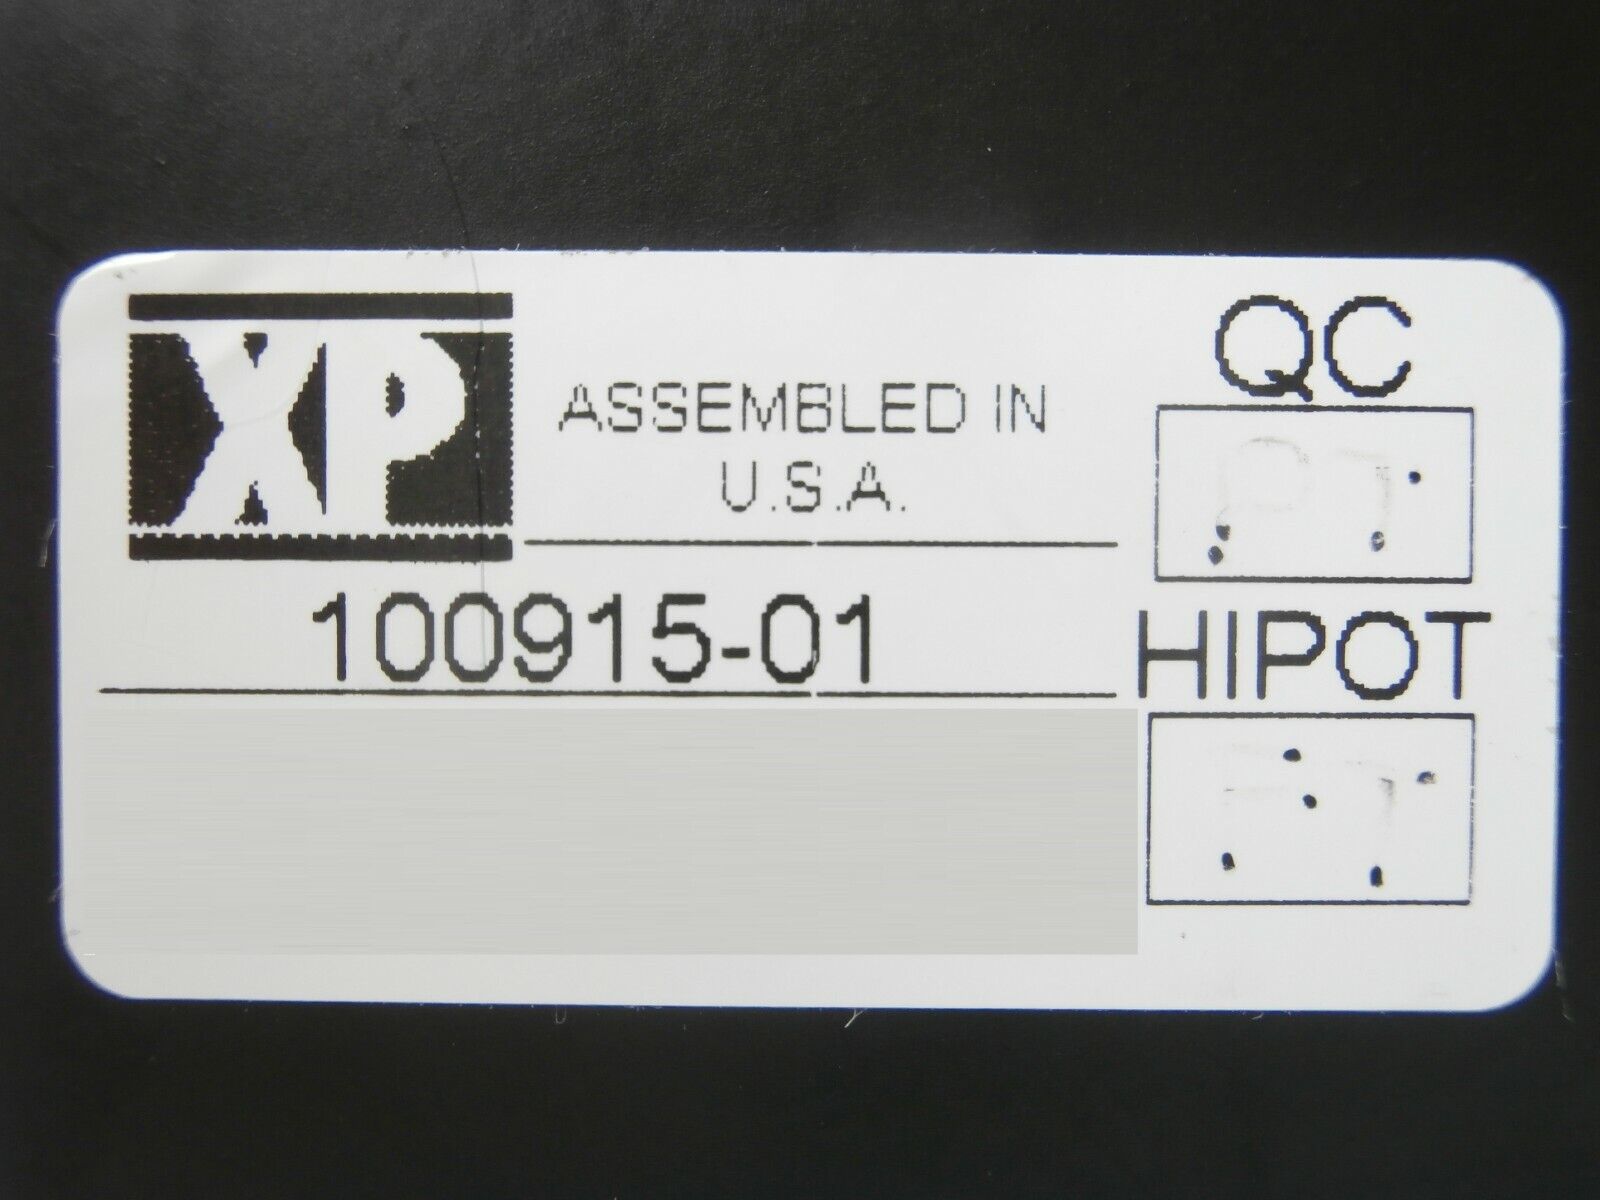 XP
ASSEMBLED IN
U.S.A.
100915-01
QC
HIPOT